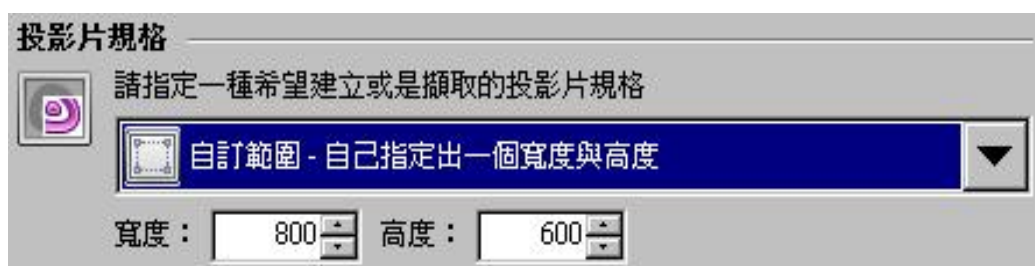 投影片規格
請指定一種希望建立或是擷取的投影片規格
自訂範圍 - 自己指定出一個寬度與高度
寬度： 800 高度： 600